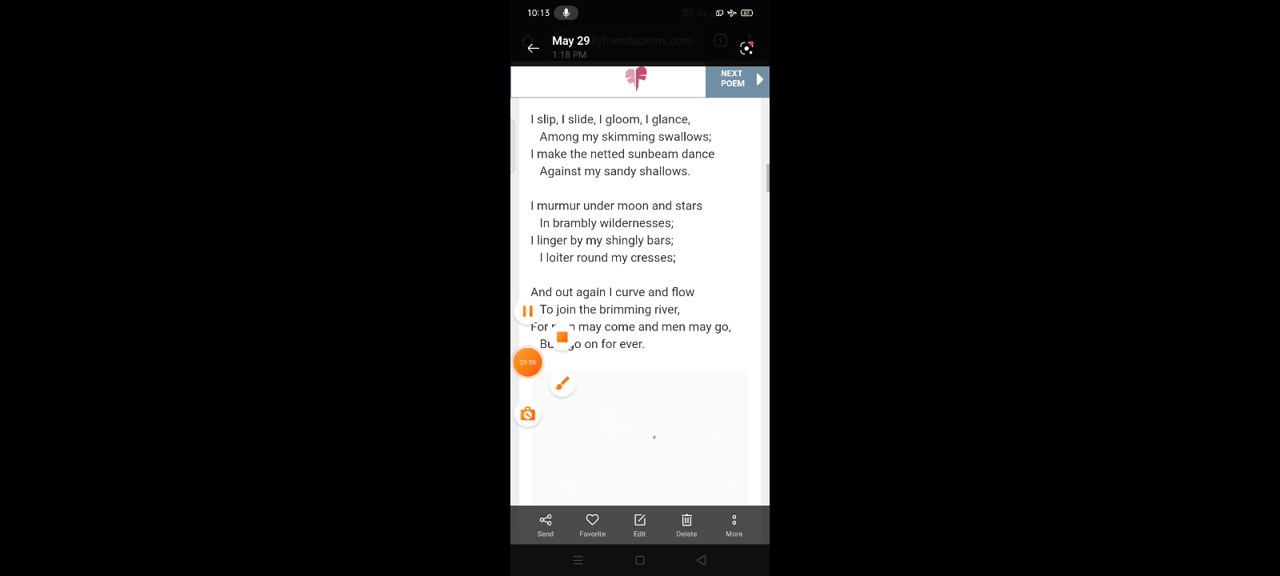 10:13
May 29
1:18 PM
NEXT
POEM
I slip, I slide, I gloom, I glance,
Among my skimming swallows;
I make the netted sunbeam dance
Against my sandy shallows.
I murmur under moon and stars
In brambly wildernesses;
I linger by my shingly bars;
I loiter round my cresses;
And out again I curve and flow
To join the brimming river,
For may come and men may go,
go on for ever.
Send
Favorite
Edit
Delete
More